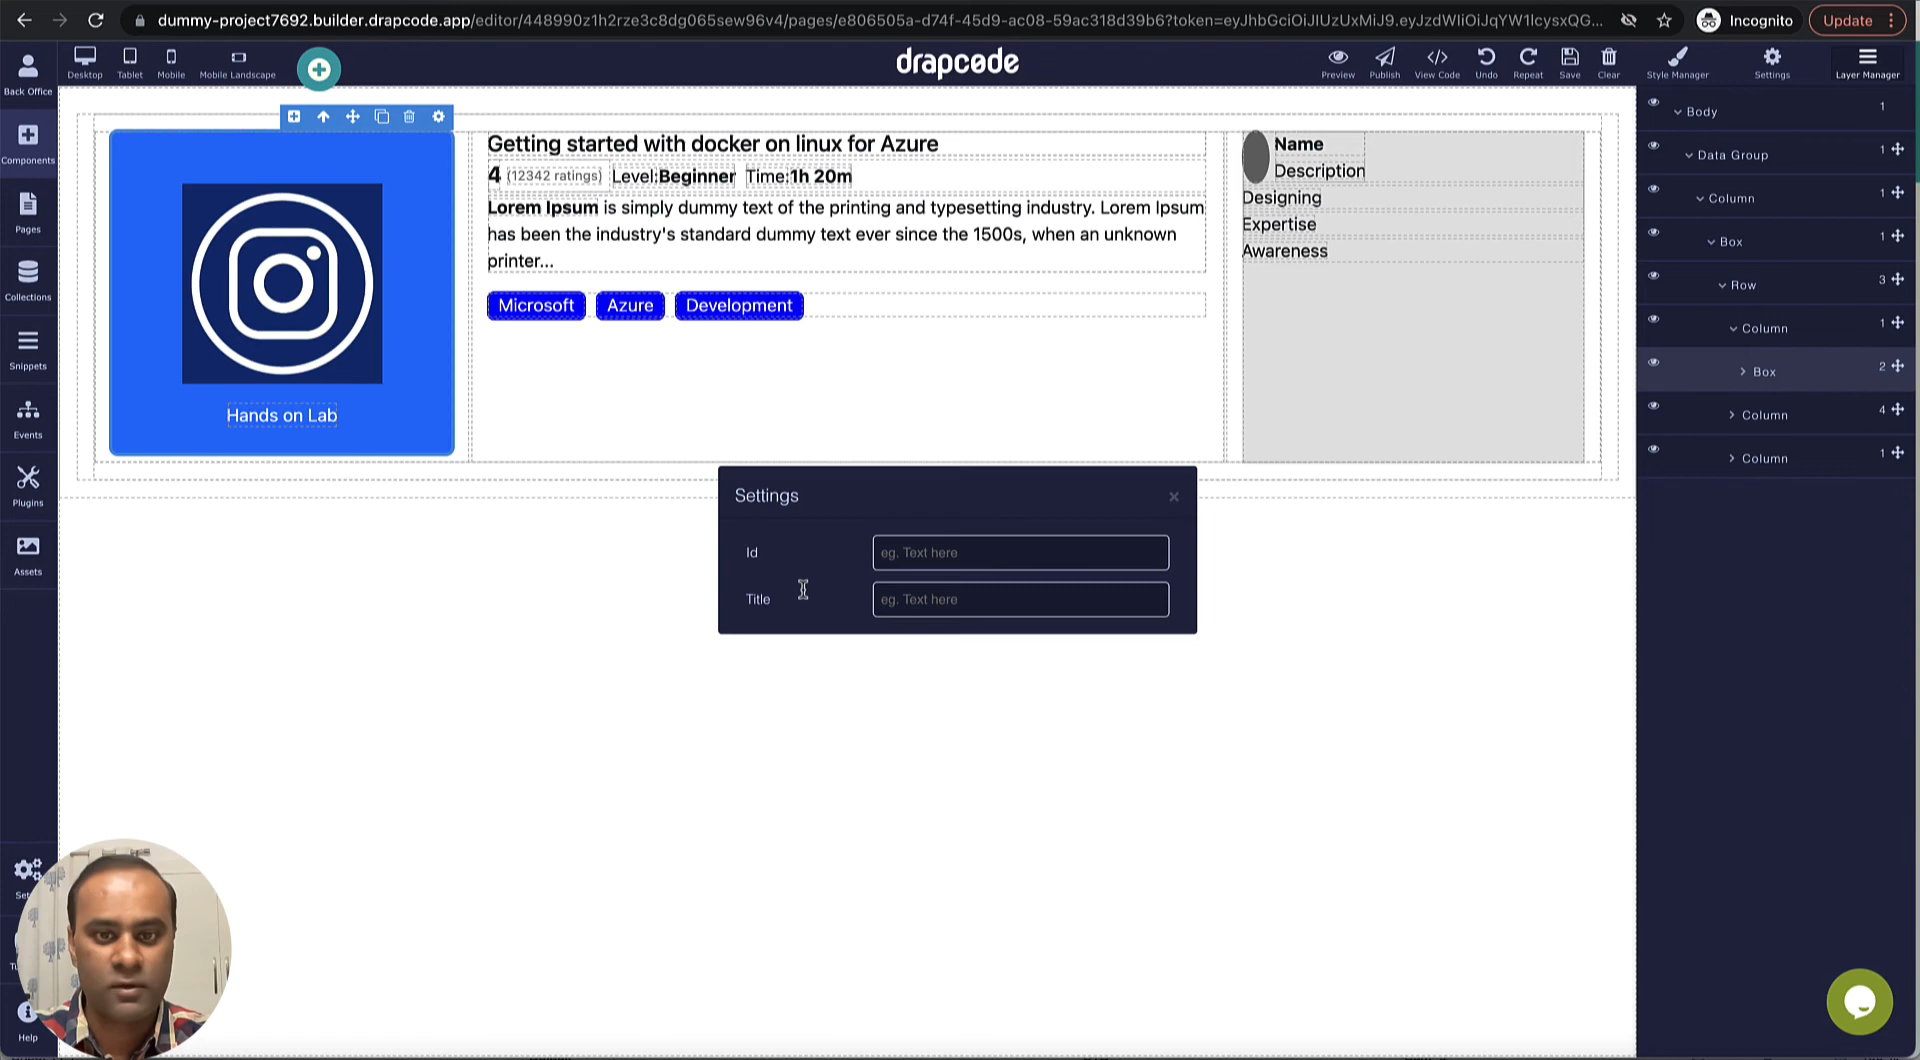 dummy-project7692.builder.drapcode.app/editor/448990z1h2rze3c8dg065sew96v4/pages/e806505a-d74f-45d9-ac08-59ac318d39b6?token=eyJhbGciOiJIUzUxMiJ9.eyJzdWIiOiJqYW1lcysxQG...
Incognito
Update
Back Office
Desktop
Tablet
Mobile
Mobile Landscape
drapcode
Preview
Publish
View Code
Undo
Repeat
Save
Clear
Style Manager
Settings
Layer Manager
Components
Pages
Collections
Snippets
Events
Plugins
Assets
Help
Hands on Lab
Getting started with docker on linux for Azure
4 (12342 ratings) Level:Beginner Time:1h 20m
Lorem Ipsum is simply dummy text of the printing and typesetting industry. Lorem Ipsum
has been the industry's standard dummy text ever since the 1500s, when an unknown
printer...
Microsoft Azure Development
Name
Description
Designing
Expertise
Awareness
Settings
Id eg. Text here
Title eg. Text here
Body 1
Data Group 1
Column 1
Box 1
Row 3
Column 1
Box 2
Column 4
Column 1